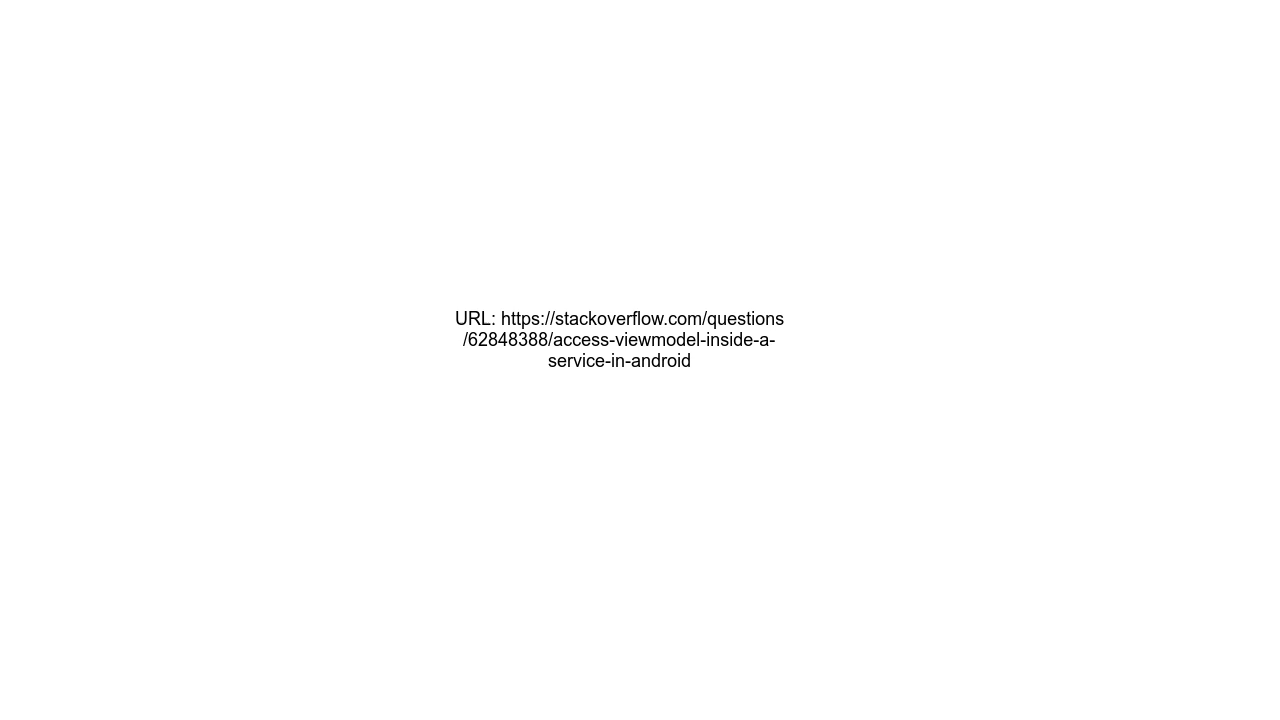 URL: https://stackoverflow.com/questions
/62848388/access-viewmodel-inside-a-
service-in-android